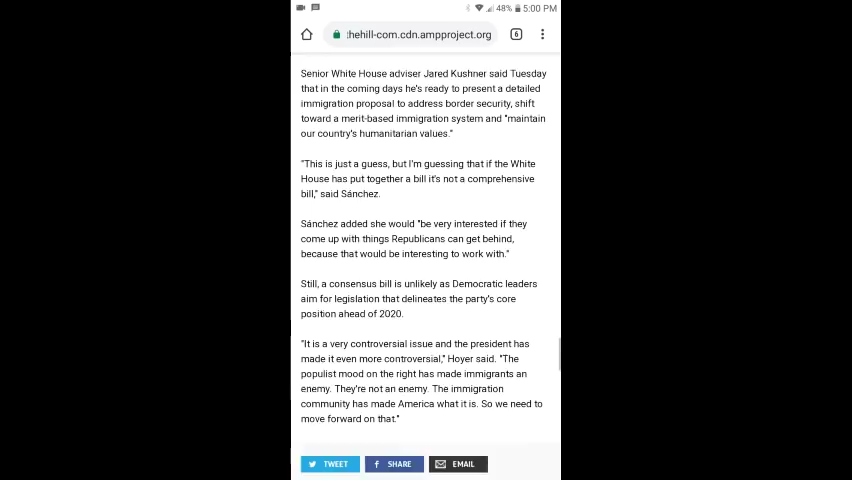 48% 5:00 PM
hehill-com.cdn.ampproject.org 6
Senior White House adviser Jared Kushner said Tuesday
that in the coming days he's ready to present a detailed
immigration proposal to address border security, shift
toward a merit-based immigration system and "maintain
our country's humanitarian values."
"This is just a guess, but I'm guessing that if the White
House has put together a bill it's not a comprehensive
bill," said Sánchez.
Sánchez added she would "be very interested if they
come up with things Republicans can get behind,
because that would be interesting to work with."
Still, a consensus bill is unlikely as Democratic leaders
aim for legislation that delineates the party's core
position ahead of 2020.
"It is a very controversial issue and the president has
made it even more controversial," Hoyer said. "The
populist mood on the right has made immigrants an
enemy. They're not an enemy. The immigration
community has made America what it is. So we need to
move forward on that."
TWEET SHARE EMAIL